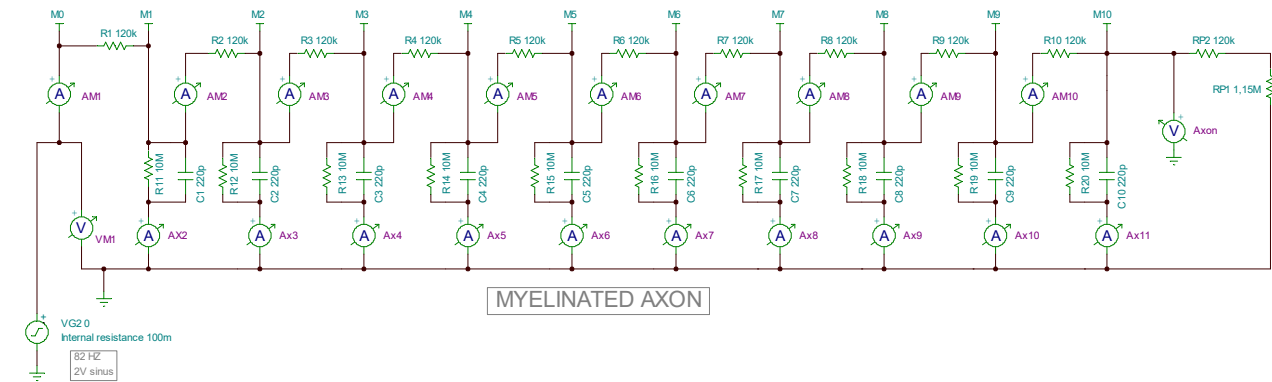 M0 M1 M2 M3 M4 M5 M6 M7 M8 M9 M10
R1 120k R2 120k R3 120k R4 120k R5 120k R6 120k R7 120k R8 120k R9 120k R10 120k RP2 120k
A AM1 A AM2 A AM3 A AM4 A AM5 A AM6 A AM7 A AM8 A AM9 A AM10 RP1 1,15M
V Axon
R11 10M C1 220p R12 10M C2 220p R13 10M C3 220p R14 10M C4 220p R15 10M C5 220p R16 10M C6 220p R17 10M C7 220p R18 10M C8 220p R19 10M C9 220p R20 10M C10 220p
V VM1 A AX2 A Ax3 A Ax4 A Ax5 A Ax6 A Ax7 A Ax8 A Ax9 A Ax10 A Ax11
MYELINATED AXON
VG2 0
Internal resistance 100m
82 HZ
2V sinus